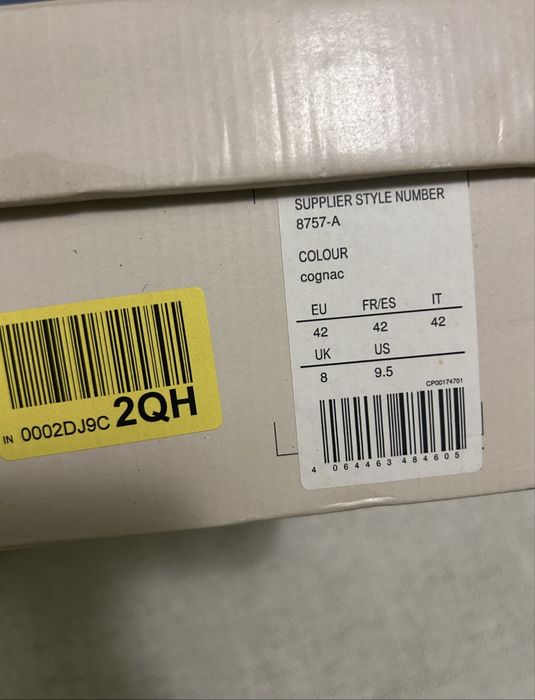 SUPPLIER STYLE NUMBER
8757-A
COLOUR
cognac
EU FR/ES IT
42 42 42
UK US
8 9.5
CP00174701
4 064463 484605
IN 0002DJ9C 2QH